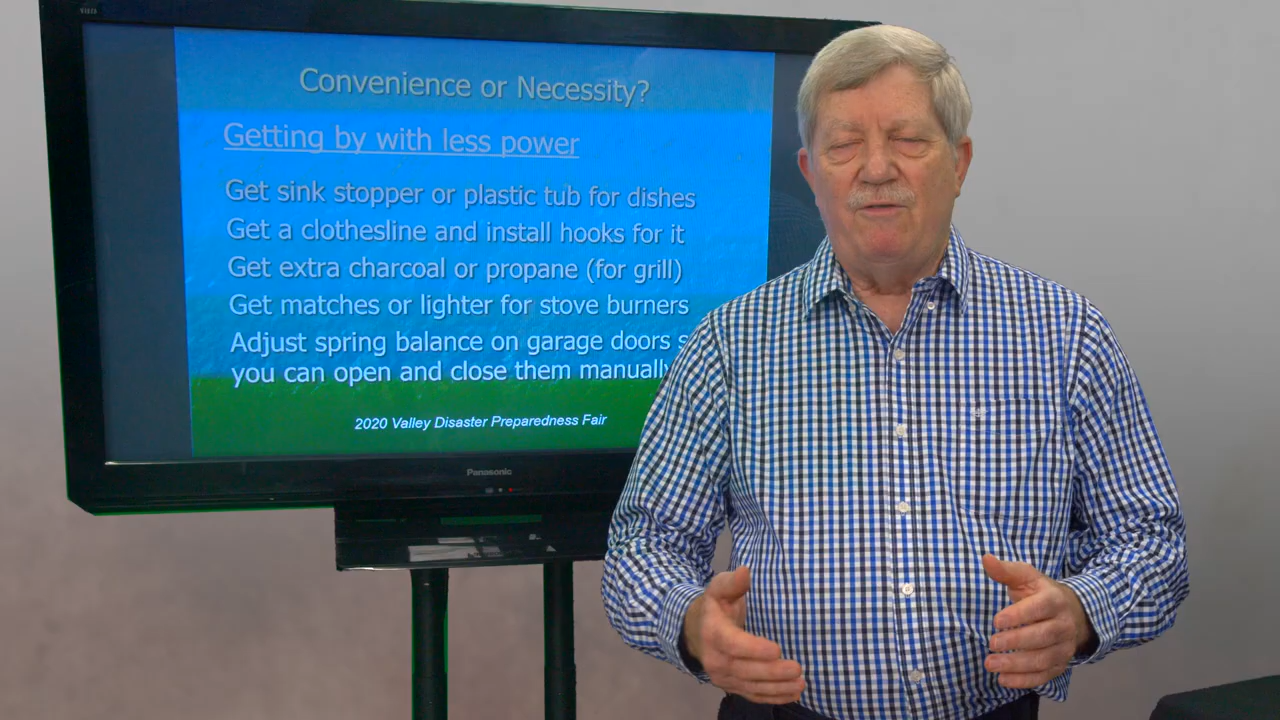 VIERA
Convenience or Necessity?
Getting by with less power
Get sink stopper or plastic tub for dishes
Get a clothesline and install hooks for it
Get extra charcoal or propane (for grill)
Get matches or lighter for stove burners
Adjust spring balance on garage doors s
you can open and close them manually
2020 Valley Disaster Preparedness Fair
Panasonic